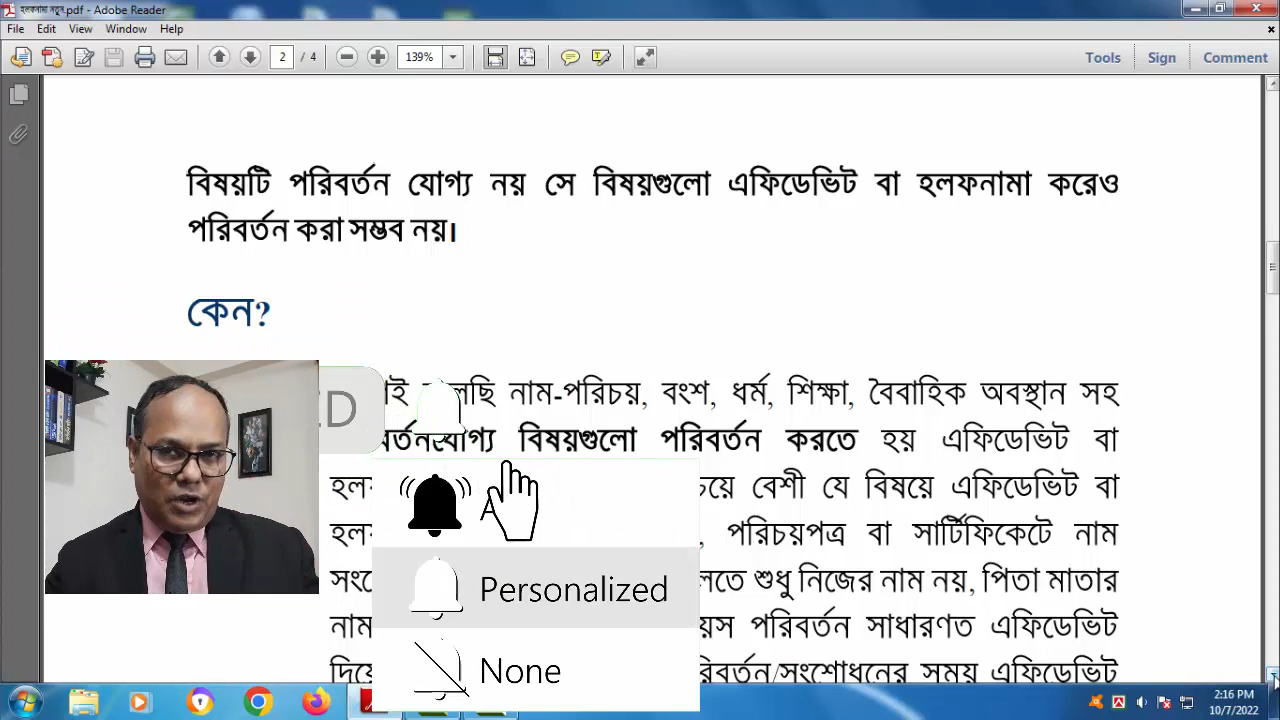 হলফনামা নতুন.pdf - Adobe Reader
File Edit View Window Help
2 / 4 139% Tools Sign Comment
বিষয়টি পরিবর্তন যোগ্য নয় সে বিষয়গুলো এফিডেভিট বা হলফনামা করেও
পরিবর্তন করা সম্ভব নয়।
কেন?
নাম-পরিচয়, বংশ, ধর্ম, শিক্ষা, বৈবাহিক অবস্থান সহ
বিষয়গুলো পরিবর্তন করতে হয় এফিডেভিট বা
বেশী যে বিষয়ে এফিডেভিট বা
A
পরিচয়পত্র বা সার্টিফিকেটে নাম
শুধু নিজের নাম নয়, পিতা মাতার
Personalized
পরিবর্তন সাধারণত এফিডেভিট
None
সময় এফিডেভিট
2:16 PM
10/7/2022